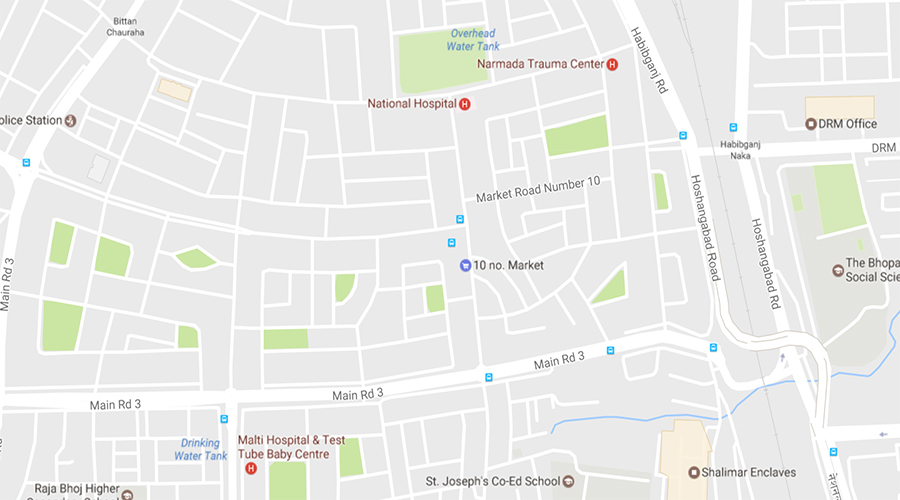 Bittan
Chauraha
Overhead
Water Tank
Habibganj Rd
Narmada Trauma Center
H
National Hospital
H
olice Station
DRM Office
Habibganj
Naka
DRM
Market Road Number 10
Hoshangabad Road
Hoshangabad Rd
10 no. Market
The Bhopa
Social Scie
Main Rd 3
Main Rd 3
Main Rd 3
Main Rd 3
Drinking
Water Tank
Malti Hospital & Test
Tube Baby Centre
H
St. Joseph's Co-Ed School
Shalimar Enclaves
Raja Bhoj Higher